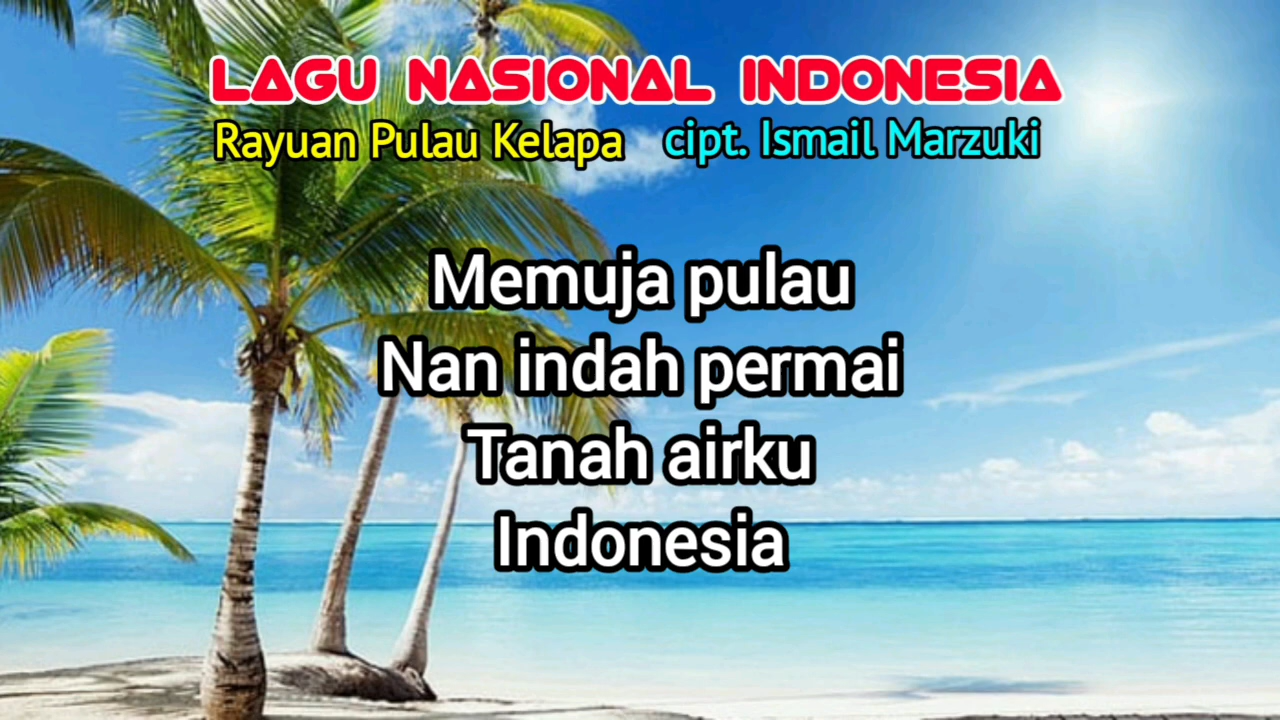 LAGU NASIONAL INDONESIA
Rayuan Pulau Kelapa cipt. Ismail Marzuki
Memuja pulau
Nan indah permai
Tanah airku
Indonesia